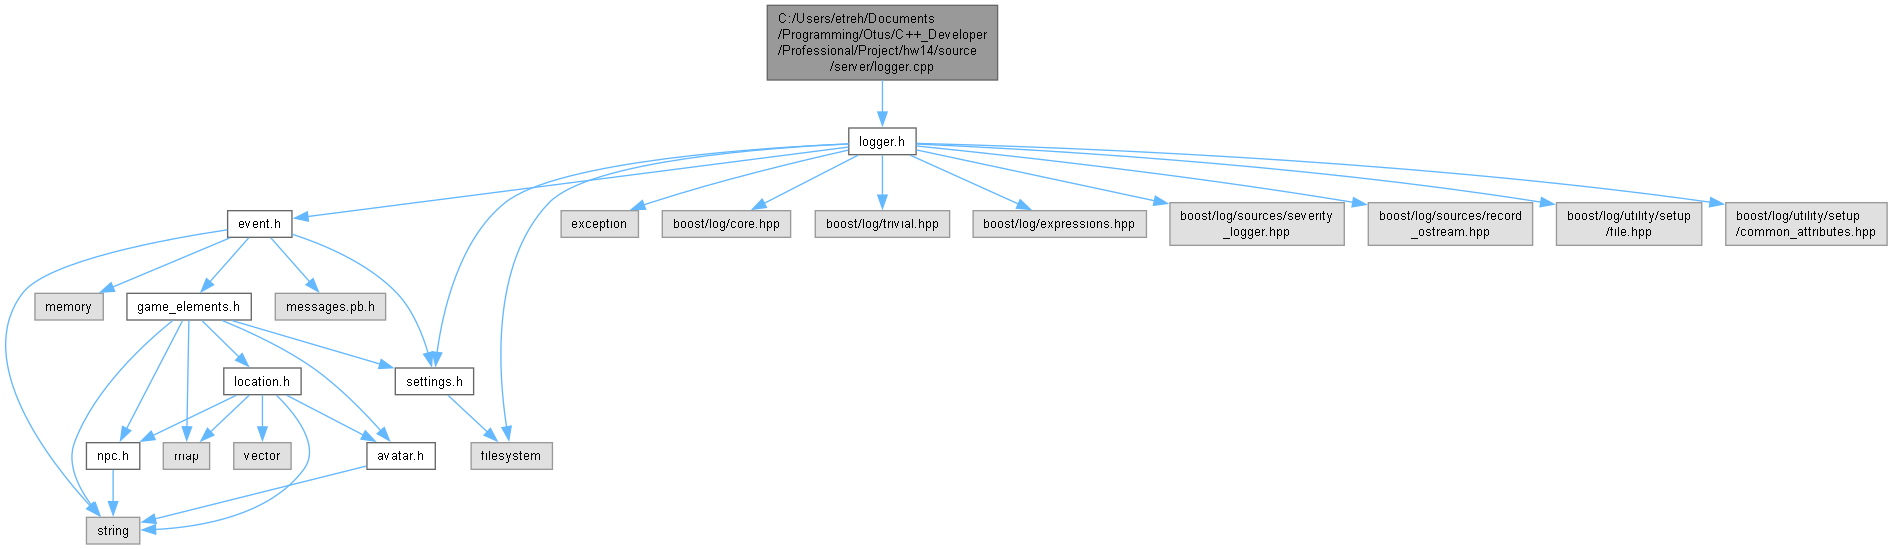 C:/Users/etreh/Documents
/Programming/Otus/C++_Developer
/Professional/Project/hw14/source
/server/logger.cpp
logger.h
event.h
exception
boost/log/core.hpp
boost/log/trivial.hpp
boost/log/expressions.hpp
boost/log/sources/severity
_logger.hpp
boost/log/sources/record
_ostream.hpp
boost/log/utility/setup
/file.hpp
boost/log/utility/setup
/common_attributes.hpp
memory
game_elements.h
messages.pb.h
location.h
settings.h
npc.h
map
vector
avatar.h
filesystem
string